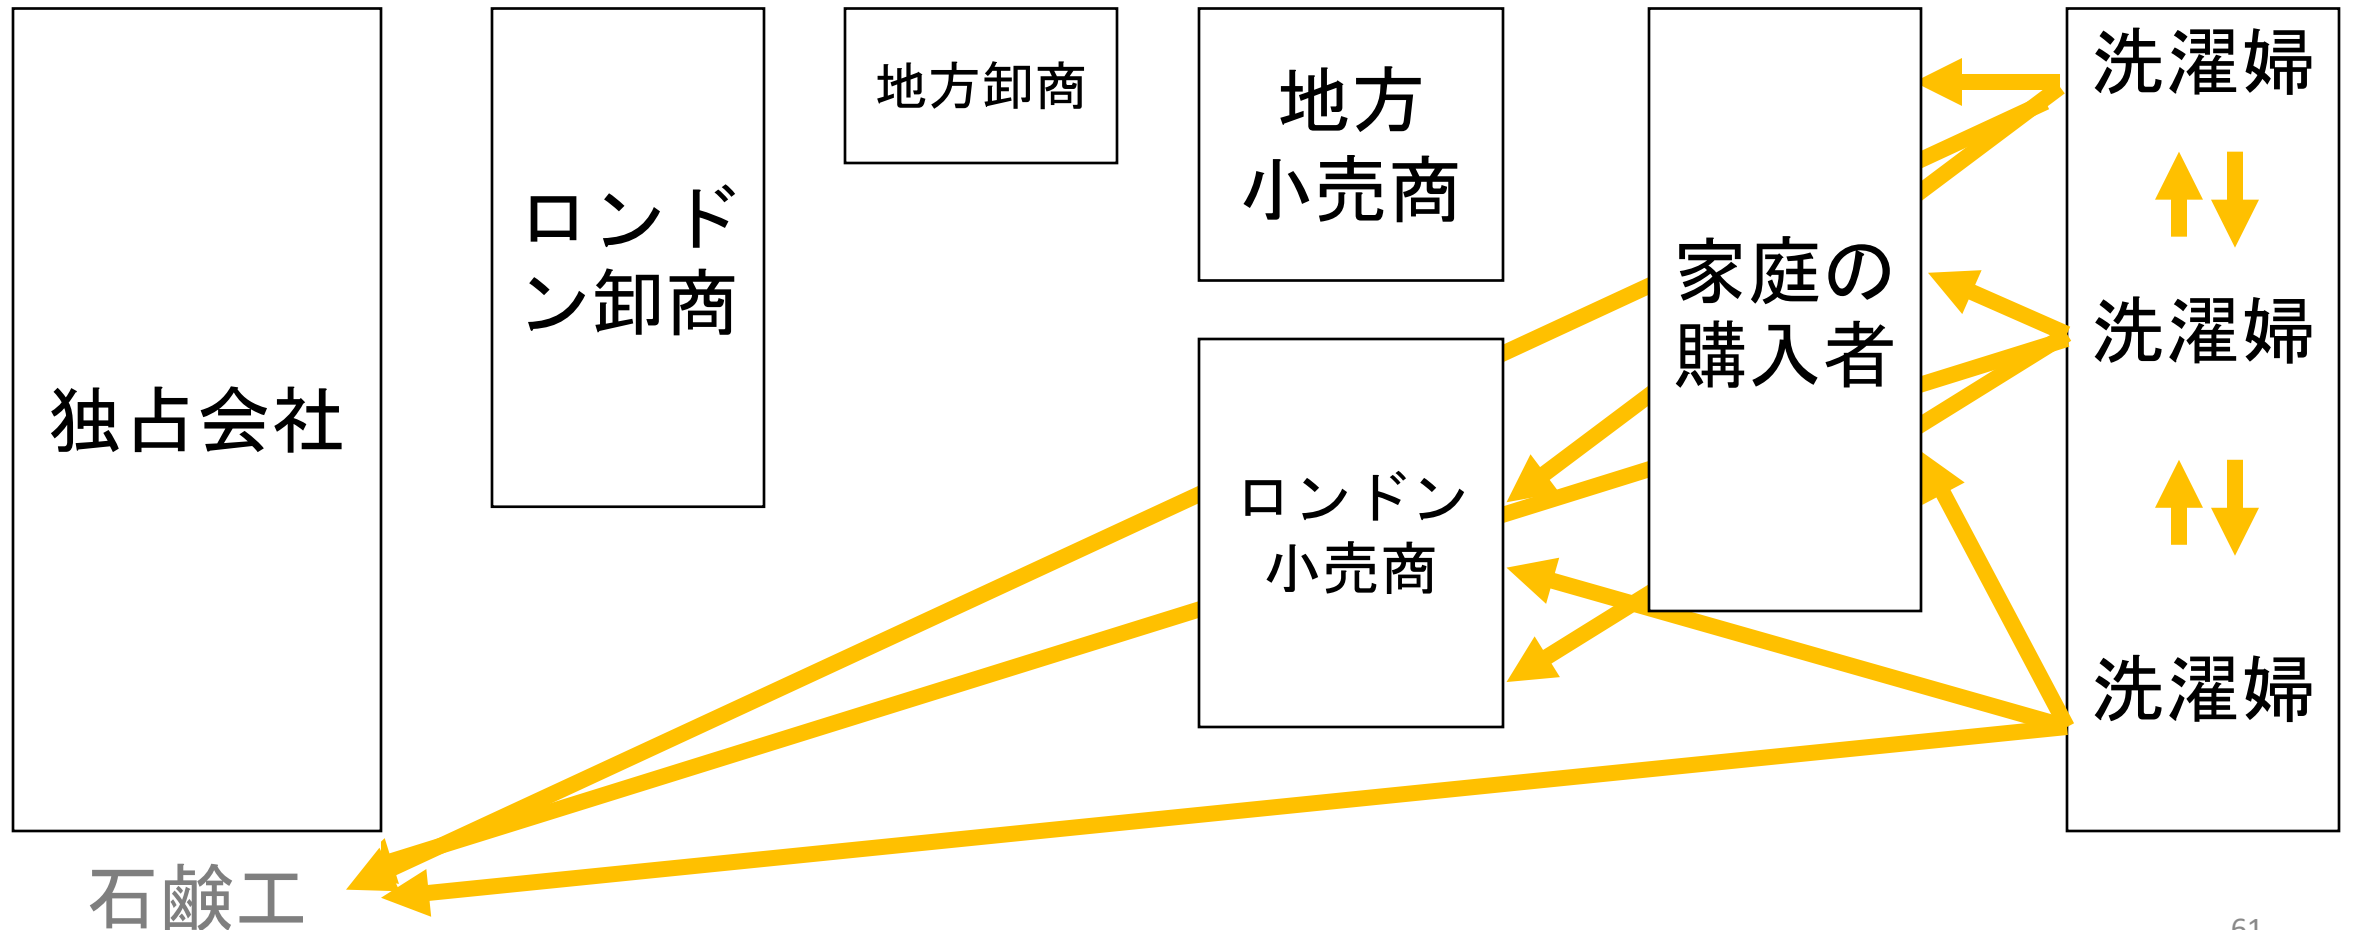 独占会社
ロンド
ン卸商
地方卸商
地方
小売商
ロンドン
小売商
家庭の
購入者
洗濯婦
洗濯婦
洗濯婦
石鹸工
61